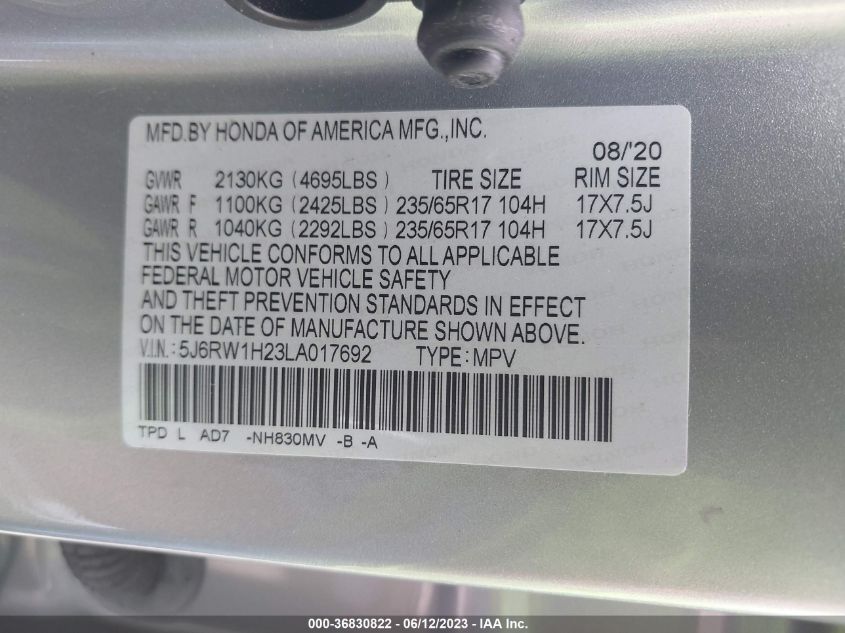 MFD.BY HONDA OF AMERICA MFG.,INC.
08/'20
GVWR 2130KG (4695LBS) TIRE SIZE RIM SIZE
GAWR F 1100KG (2425LBS) 235/65R17 104H 17X7.5J
GAWR R 1040KG (2292LBS) 235/65R17 104H 17X7.5J
THIS VEHICLE CONFORMS TO ALL APPLICABLE
FEDERAL MOTOR VEHICLE SAFETY
AND THEFT PREVENTION STANDARDS IN EFFECT
ON THE DATE OF MANUFACTURE SHOWN ABOVE.
V.I.N.: 5J6RW1H23LA017692 TYPE: MPV
TPD L AD7 -NH830MV -B -A
000-36830822 - 06/12/2023 - IAA Inc.